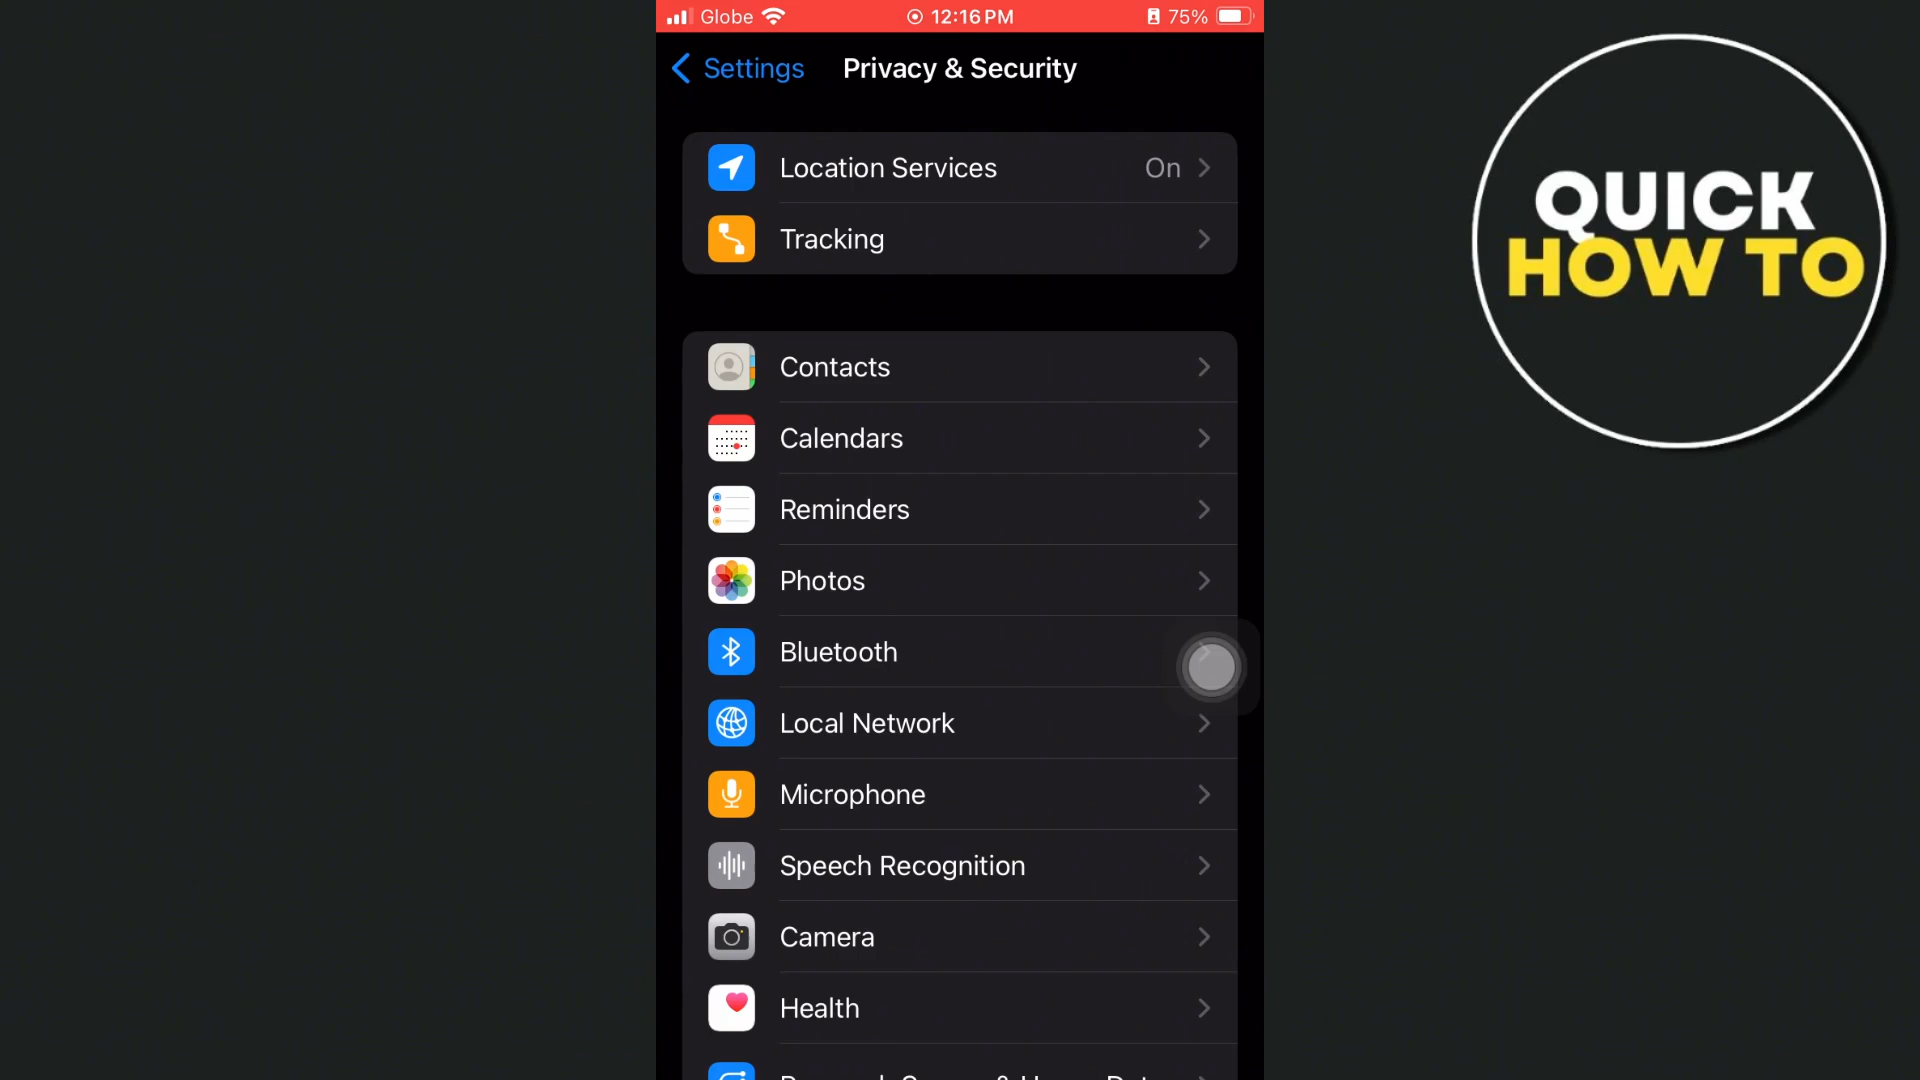 Globe
12:16 PM
75%
Settings
Privacy & Security
Location Services On
Tracking
Contacts
Calendars
Reminders
Photos
Bluetooth
Local Network
Microphone
Speech Recognition
Camera
Health
QUICK
HOW TO